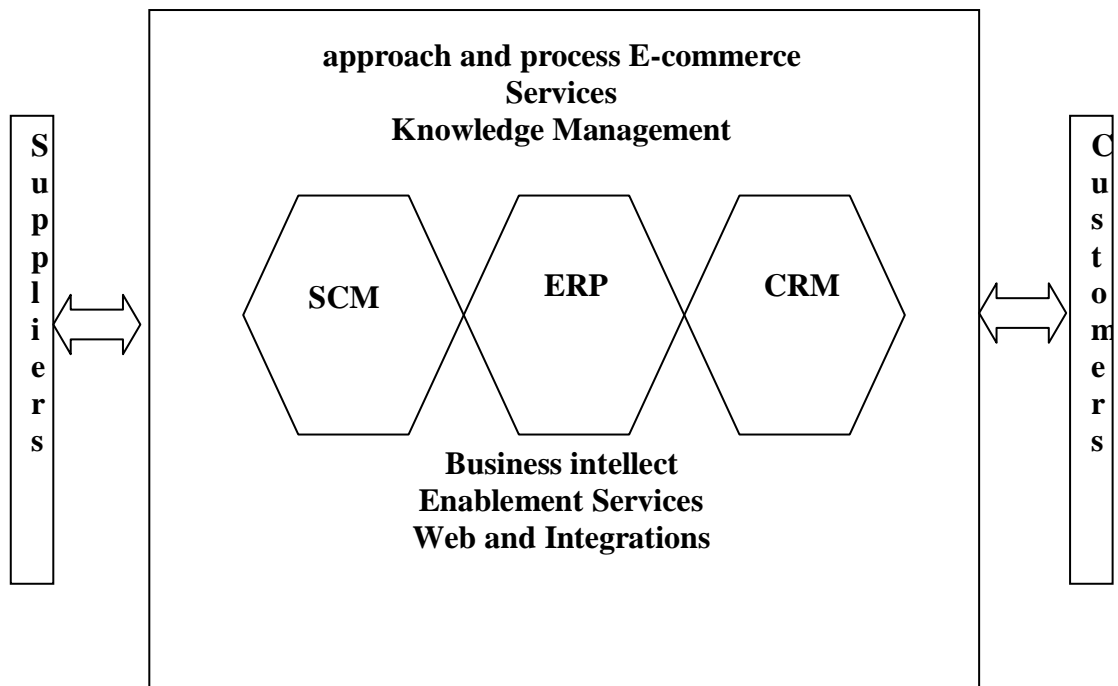 approach and process E-commerce
Services
Knowledge Management
Suppliers
Customers
SCM
ERP
CRM
Business intellect
Enablement Services
Web and Integrations